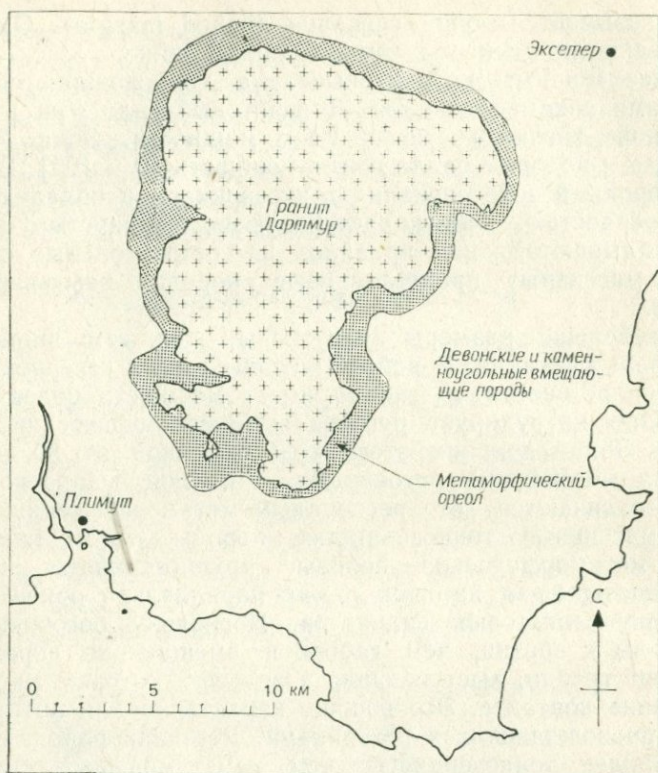 Эксетер
Гранит
Дартмур
Девонские и камен-
ноугольные вмещаю-
щие породы
Метаморфический
ореол
Плимут
С
0 5 10 км